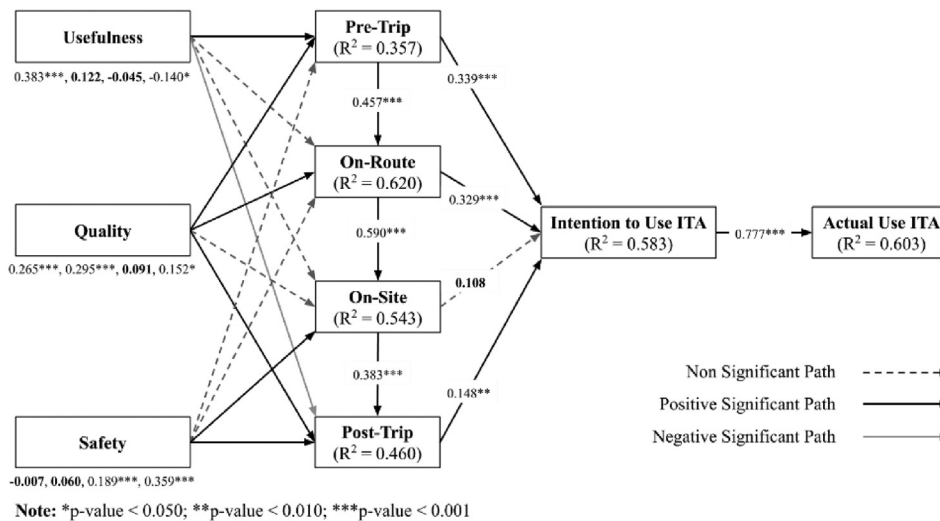 Usefulness
0.383***, 0.122, -0.045, -0.140*
Quality
0.265***, 0.295***, 0.091, 0.152*
Safety
-0.007, 0.060, 0.189***, 0.359***
Pre-Trip
(R² = 0.357)
0.457***
On-Route
(R² = 0.620)
0.590***
On-Site
(R² = 0.543)
0.383***
Post-Trip
(R² = 0.460)
0.339***
0.329***
0.108
0.148**
Intention to Use ITA
(R² = 0.583)
0.777***
Actual Use ITA
(R² = 0.603)
Non Significant Path
Positive Significant Path
Negative Significant Path
Note: *p-value < 0.050; **p-value < 0.010; ***p-value < 0.001